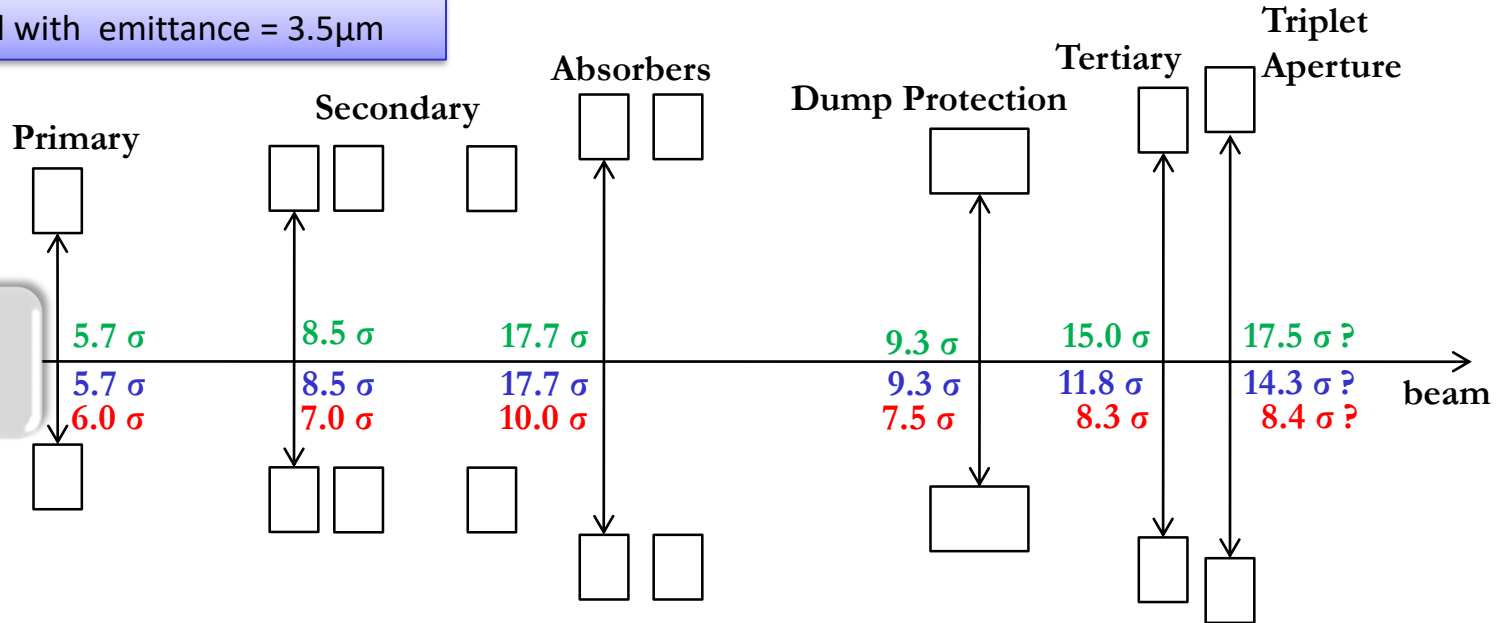 with emittance = 3.5μm
Triplet
Aperture
Tertiary
Absorbers
Dump Protection
Secondary
Primary
5.7 σ
8.5 σ
17.7 σ
9.3 σ
15.0 σ
17.5 σ ?
5.7 σ
8.5 σ
17.7 σ
9.3 σ
11.8 σ
14.3 σ ?
beam
6.0 σ
7.0 σ
10.0 σ
7.5 σ
8.3 σ
8.4 σ ?